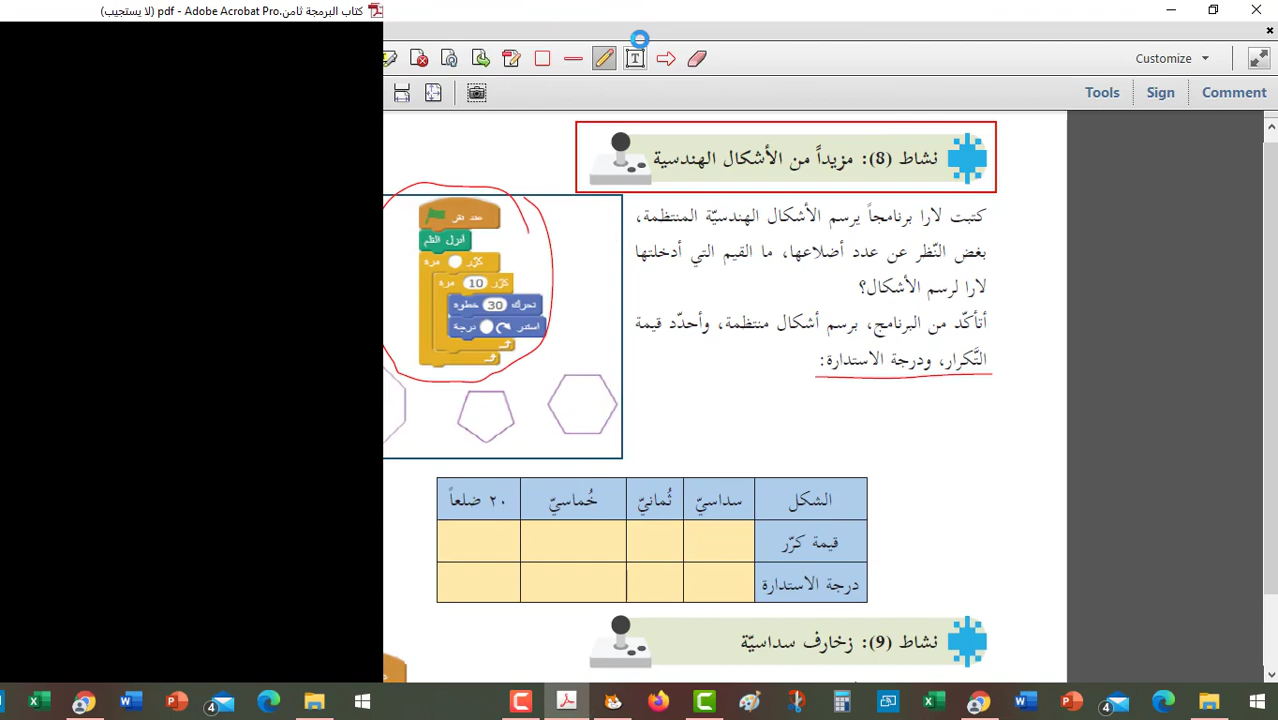 كتاب البرمجة ثامن.pdf - Adobe Acrobat Pro (لا يستجيب)
Customize
Tools
Sign
Comment
نشاط (8): مزيداً من الأشكال الهندسية
كتبت لارا برنامجاً يرسم الأشكال الهندسيّة المنتظمة،
بغض النّظر عن عدد أضلاعها، ما القيم التي أدخلتها
لارا لرسم الأشكال؟
أتأكّد من البرنامج، برسم أشكال منتظمة، وأحدّد قيمة
التَّكرار، ودرجة الاستدارة:
عند نقر
أنزل القلم
كرّر مرة
كرّر 10 مرة
تحرك 30 خطوة
استدر درجة
الشكل سداسيّ ثُمانيّ خُماسيّ ٢٠ ضلعاً
قيمة كرّر
درجة الاستدارة
نشاط (9): زخارف سداسيّة